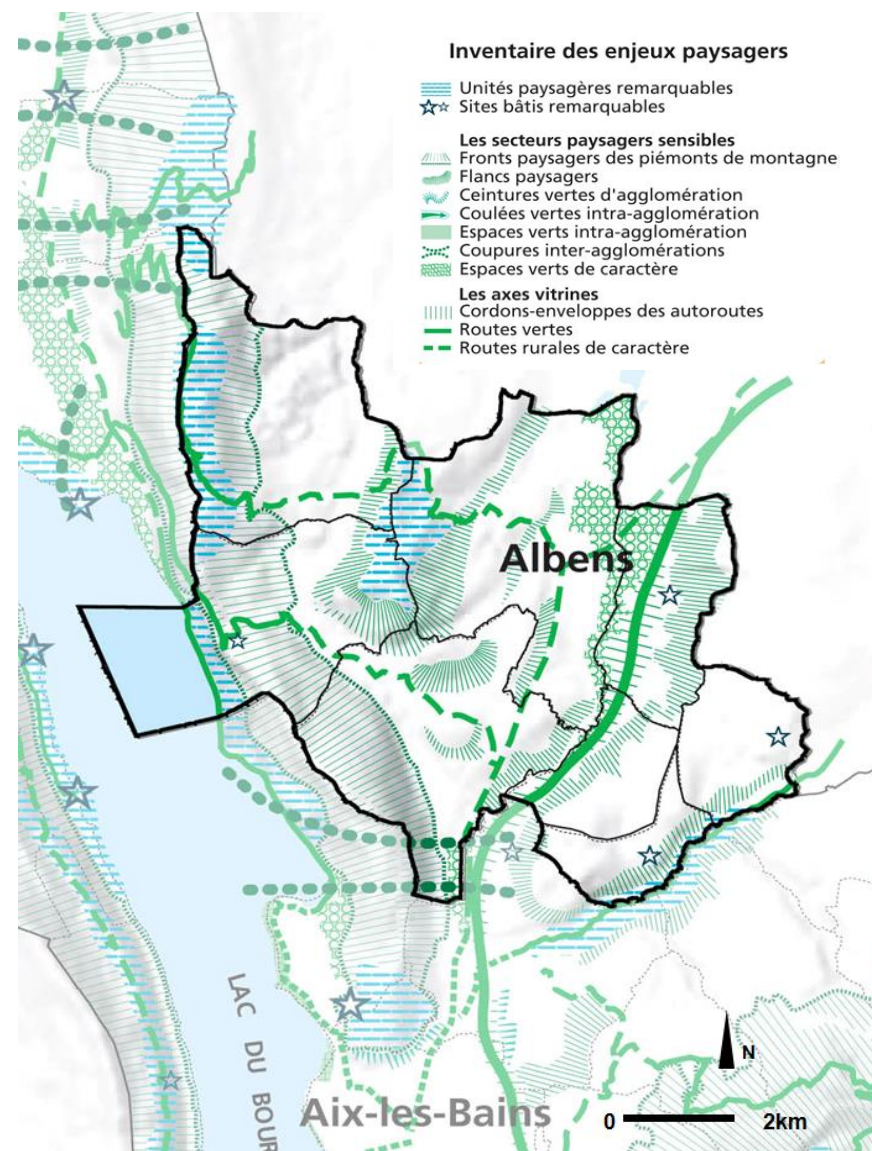 Inventaire des enjeux paysagers
Unités paysagères remarquables
Sites bâtis remarquables
Les secteurs paysagers sensibles
Fronts paysagers des piémonts de montagne
Flancs paysagers
Ceintures vertes d'agglomération
Coulées vertes intra-agglomération
Espaces verts intra-agglomération
Coupures inter-agglomérations
Espaces verts de caractère
Les axes vitrines
Cordons-enveloppes des autoroutes
Routes vertes
Routes rurales de caractère
Albens
LAC DU BOUR
Aix-les-Bains
N
0 2km